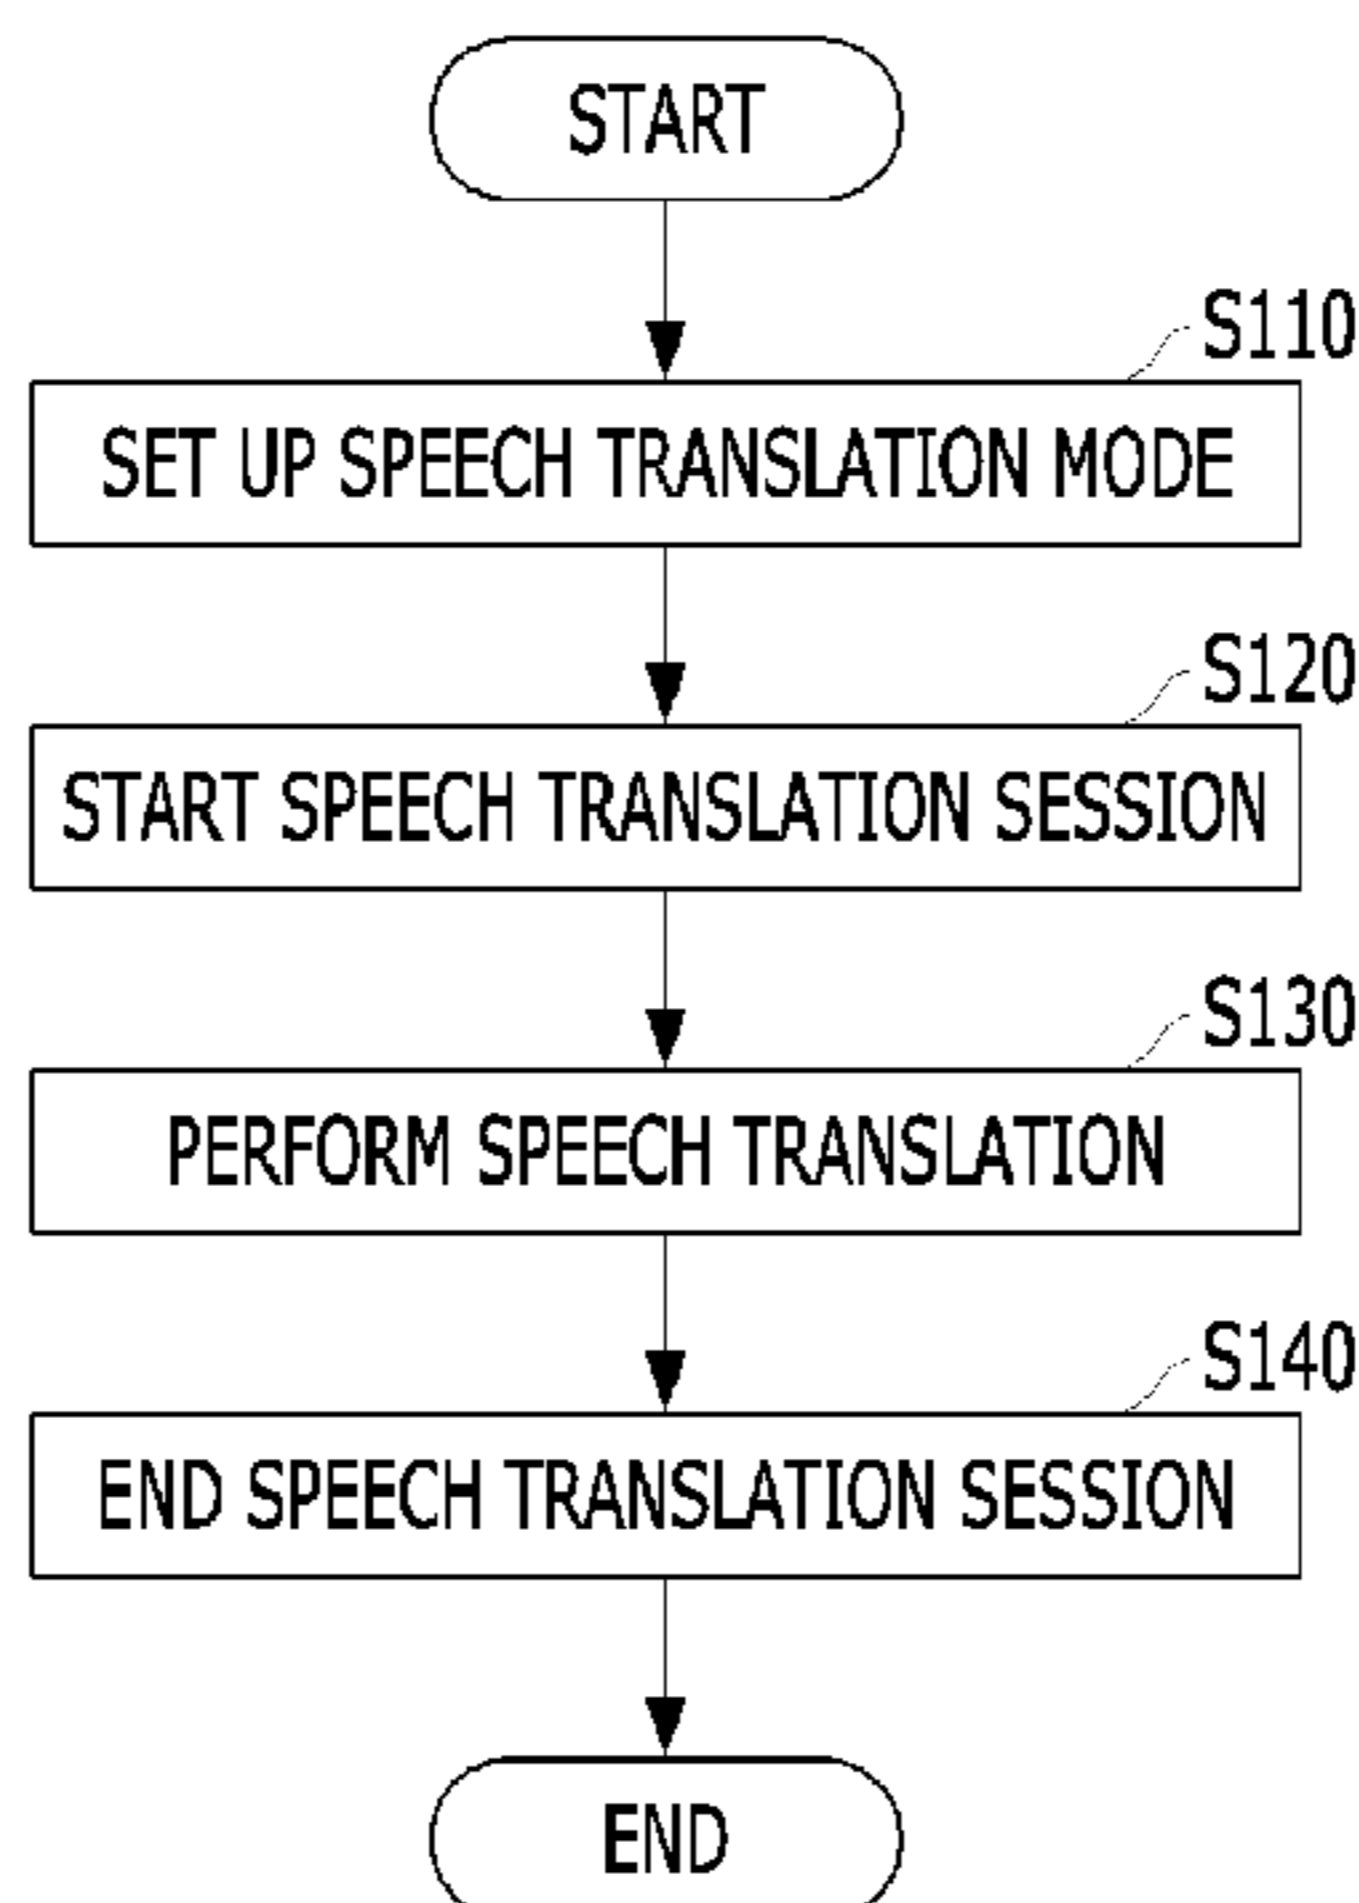 START
S110
SET UP SPEECH TRANSLATION MODE
S120
START SPEECH TRANSLATION SESSION
S130
PERFORM SPEECH TRANSLATION
S140
END SPEECH TRANSLATION SESSION
END